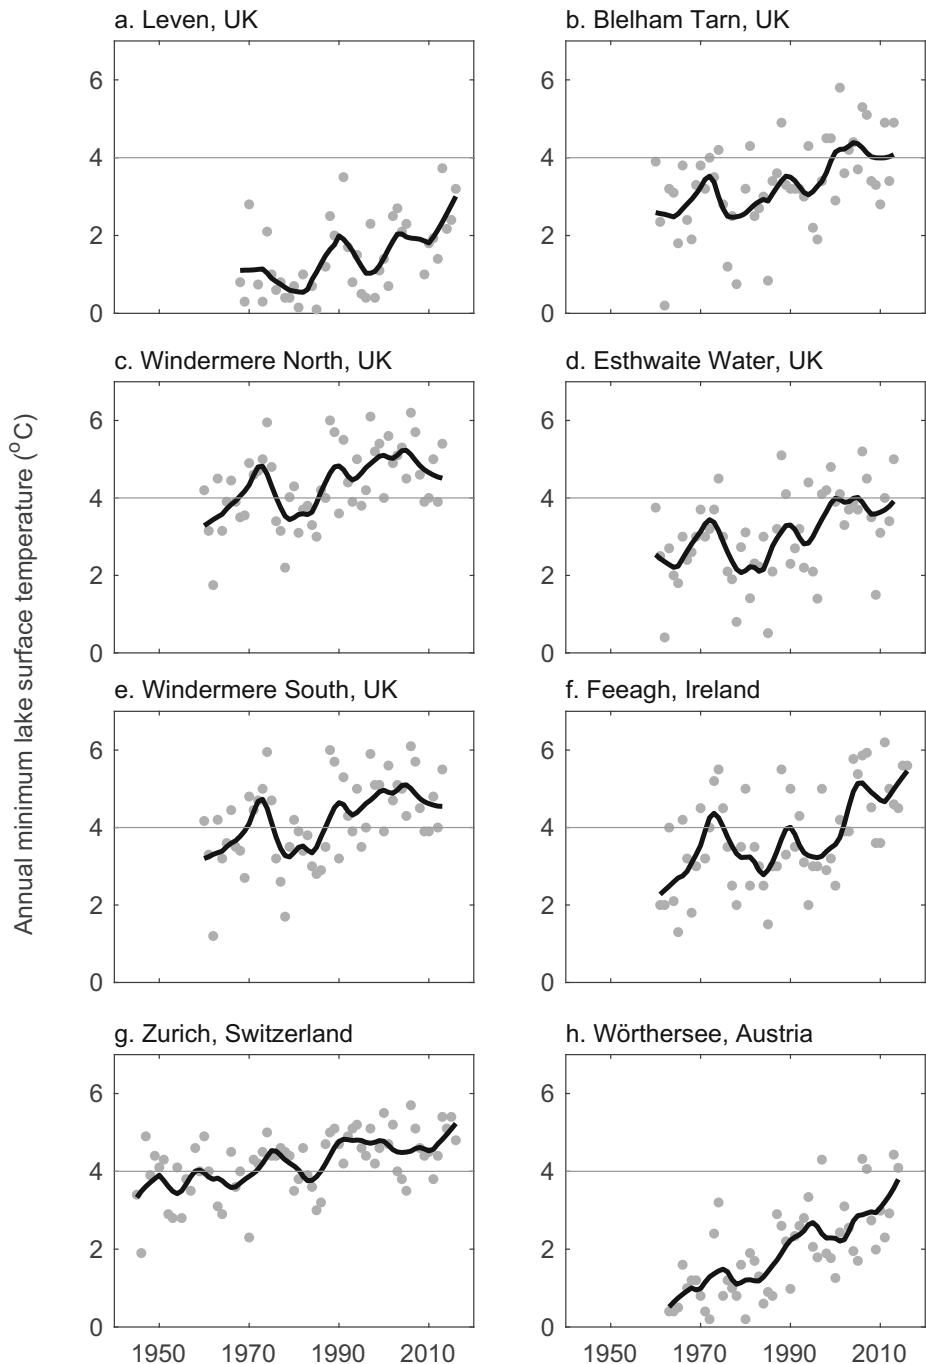 a. Leven, UK
b. Blelham Tarn, UK
6
4
2
0
6
4
2
0
c. Windermere North, UK
d. Esthwaite Water, UK
6
4
2
0
6
4
2
0
Annual minimum lake surface temperature (°C)
e. Windermere South, UK
f. Feeagh, Ireland
6
4
2
0
6
4
2
0
g. Zurich, Switzerland
h. Wörthersee, Austria
6
4
2
0
6
4
2
0
1950 1970 1990 2010
1950 1970 1990 2010